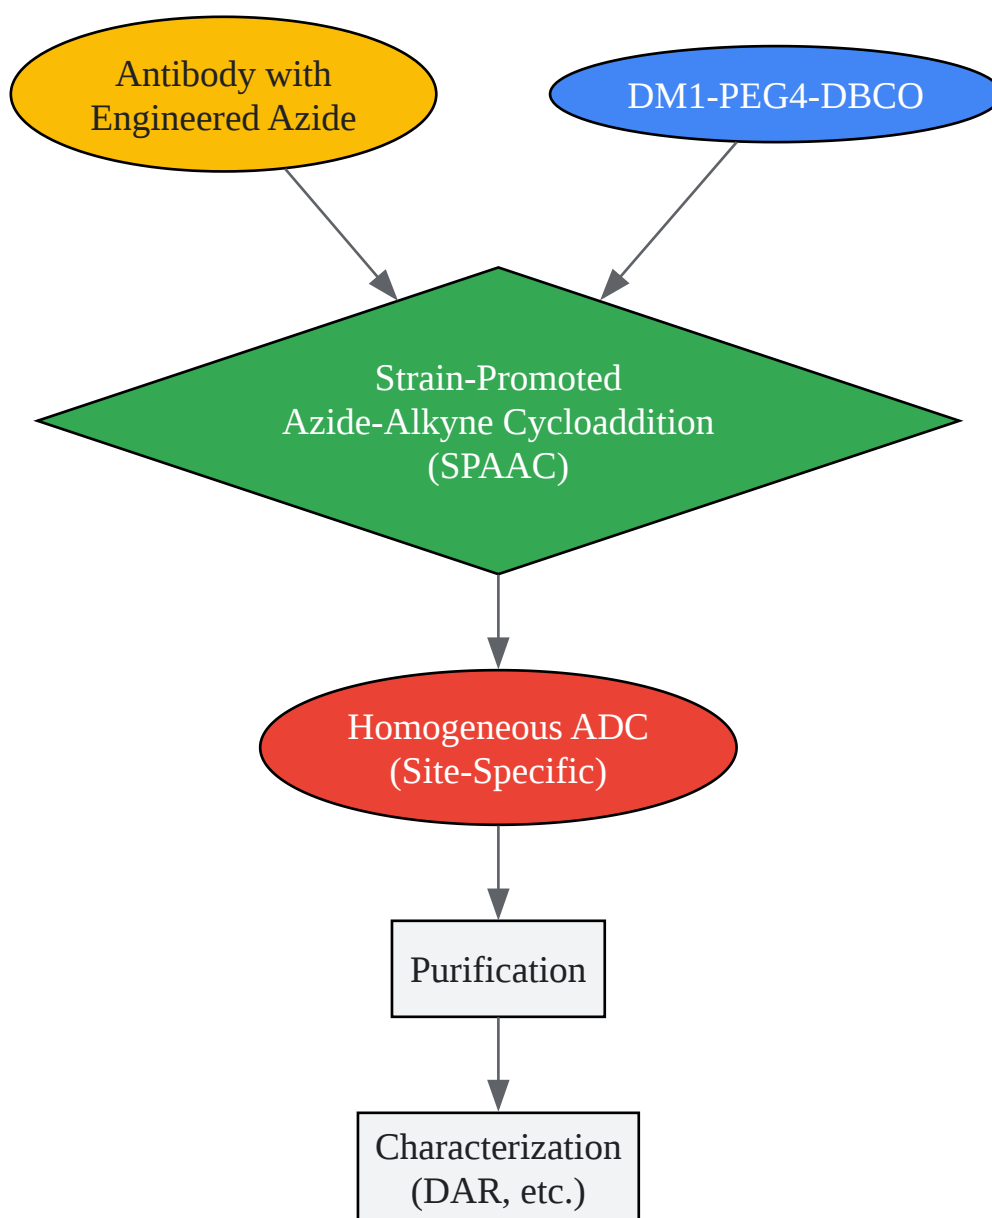 Antibody with
Engineered Azide
DM1-PEG4-DBCO
Strain-Promoted
Azide-Alkyne Cycloaddition
(SPAAC)
Homogeneous ADC
(Site-Specific)
Purification
Characterization
(DAR, etc.)